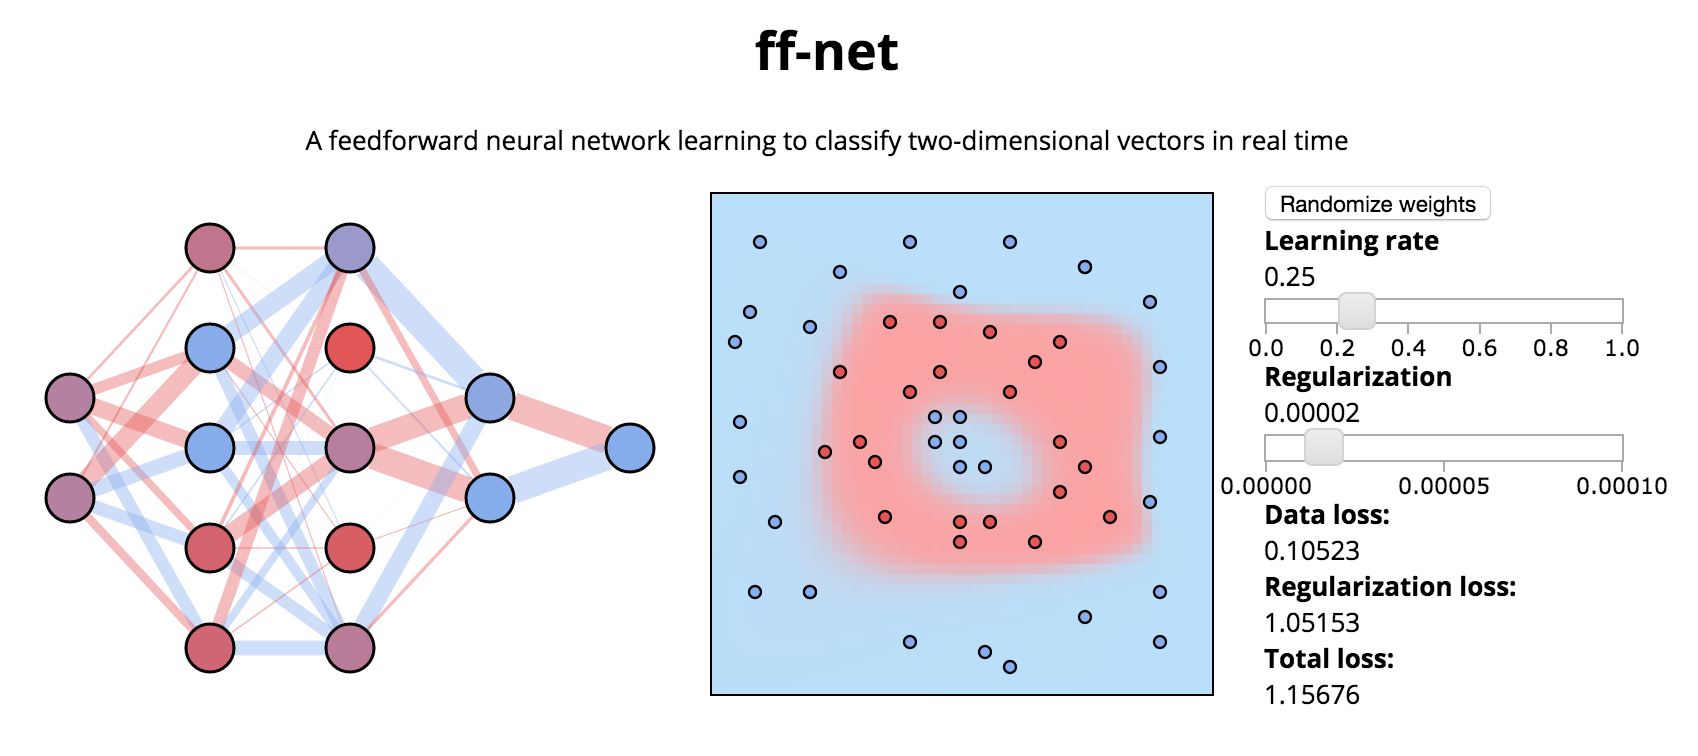 ff-net
A feedforward neural network learning to classify two-dimensional vectors in real time
Randomize weights
Learning rate
0.25
0.0 0.2 0.4 0.6 0.8 1.0
Regularization
0.00002
0.00000 0.00005 0.00010
Data loss:
0.10523
Regularization loss:
1.05153
Total loss:
1.15676